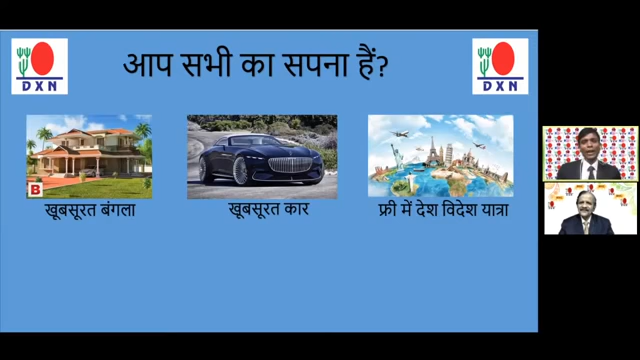 DXN
आप सभी का सपना हैं?
DXN
B
खूबसूरत बंगला
खूबसूरत कार
फ्री में देश विदेश यात्रा